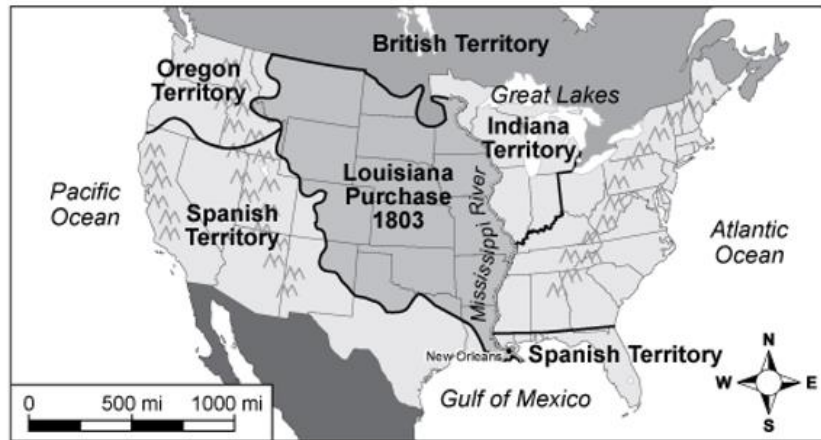 British Territory
Oregon
Territory
Great Lakes
Indiana
Territory
Louisiana
Purchase
1803
Pacific
Ocean
Spanish
Territory
Mississippi River
Atlantic
Ocean
New Orleans
Spanish Territory
Gulf of Mexico
N
W
E
S
0 500 mi 1000 mi